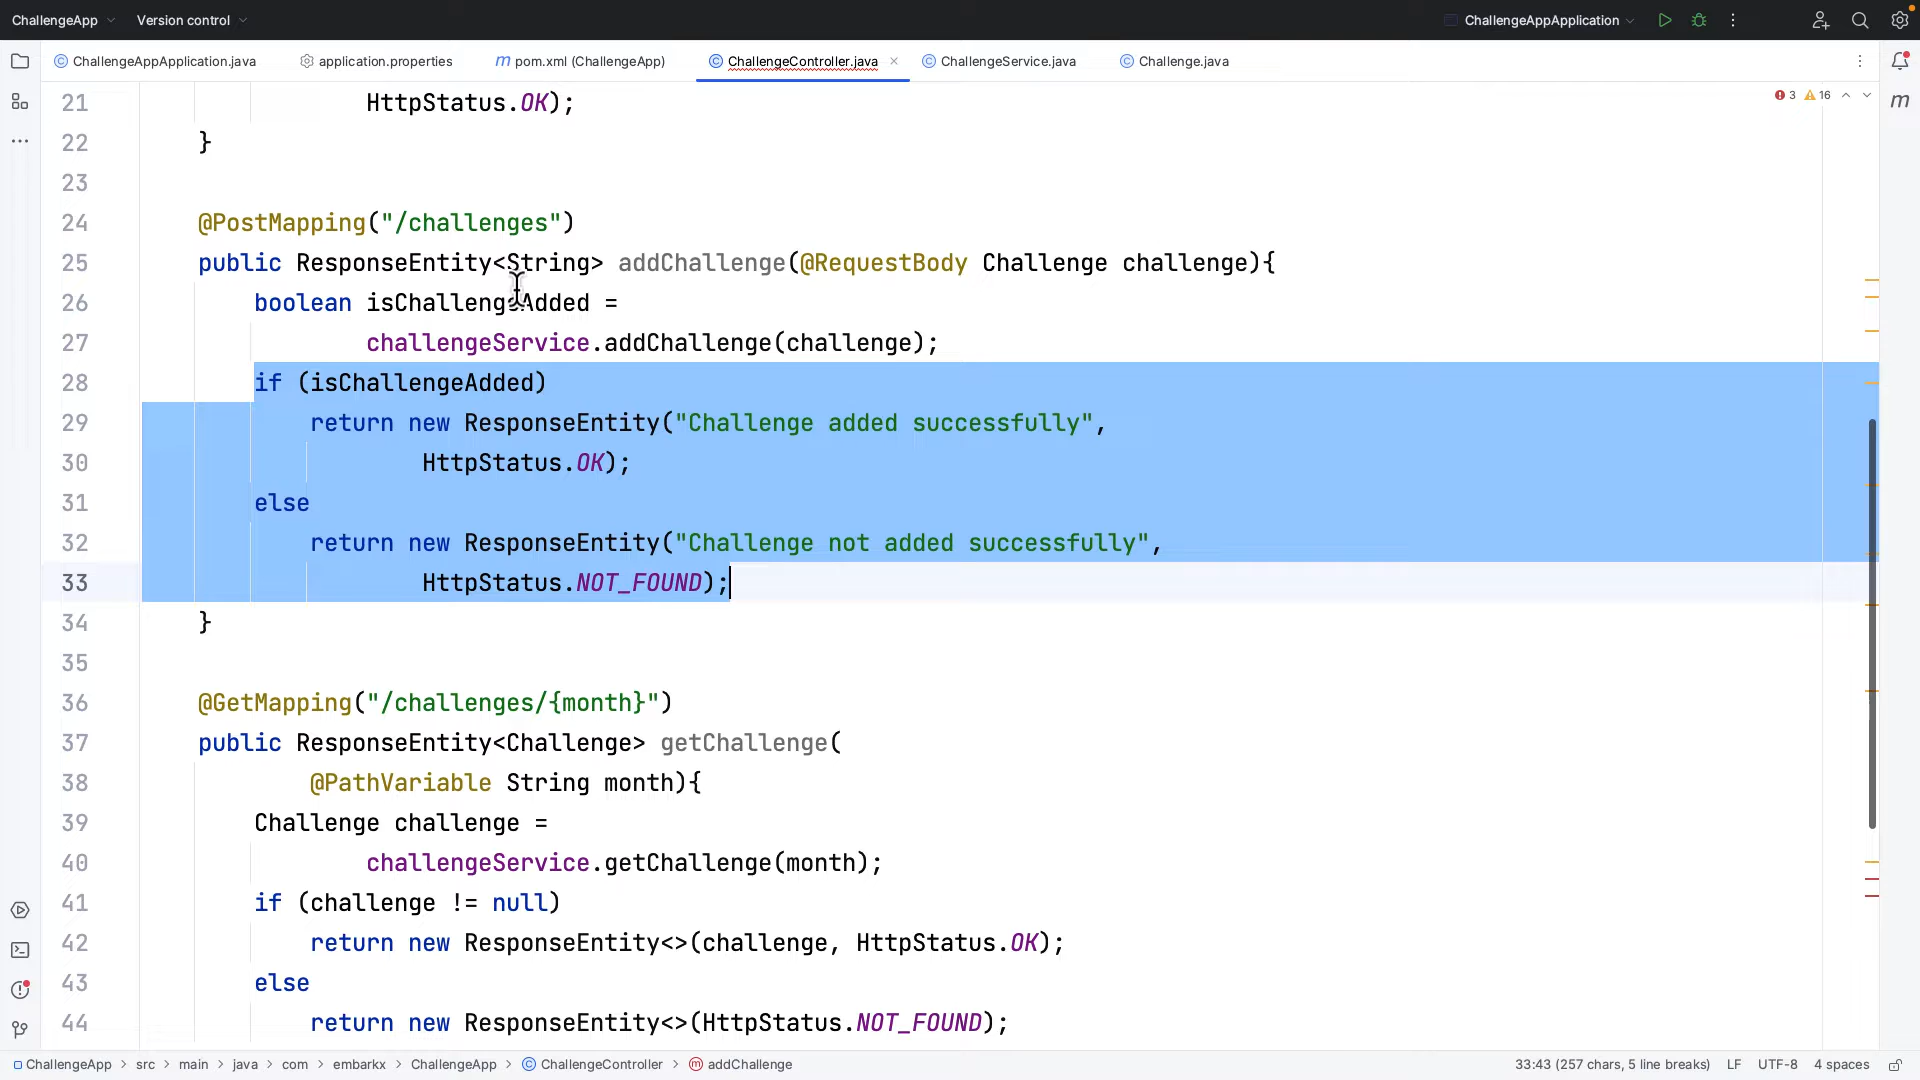 ChallengeApp Version control ChallengeAppApplication
ChallengeAppApplication.java application.properties pom.xml (ChallengeApp) ChallengeController.java ChallengeService.java Challenge.java
3 16
21 HttpStatus.OK);
22 }
23
24 @PostMapping("/challenges")
25 public ResponseEntity<String> addChallenge(@RequestBody Challenge challenge){
26 boolean isChallengeAdded =
27 challengeService.addChallenge(challenge);
28 if (isChallengeAdded)
29 return new ResponseEntity("Challenge added successfully",
30 HttpStatus.OK);
31 else
32 return new ResponseEntity("Challenge not added successfully",
33 HttpStatus.NOT_FOUND);
34 }
35
36 @GetMapping("/challenges/{month}")
37 public ResponseEntity<Challenge> getChallenge(
38 @PathVariable String month){
39 Challenge challenge =
40 challengeService.getChallenge(month);
41 if (challenge != null)
42 return new ResponseEntity<>(challenge, HttpStatus.OK);
43 else
44 return new ResponseEntity<>(HttpStatus.NOT_FOUND);
ChallengeApp > src > main > java > com > embarkx > ChallengeApp > ChallengeController > addChallenge 33:43 (257 chars, 5 line breaks) LF UTF-8 4 spaces